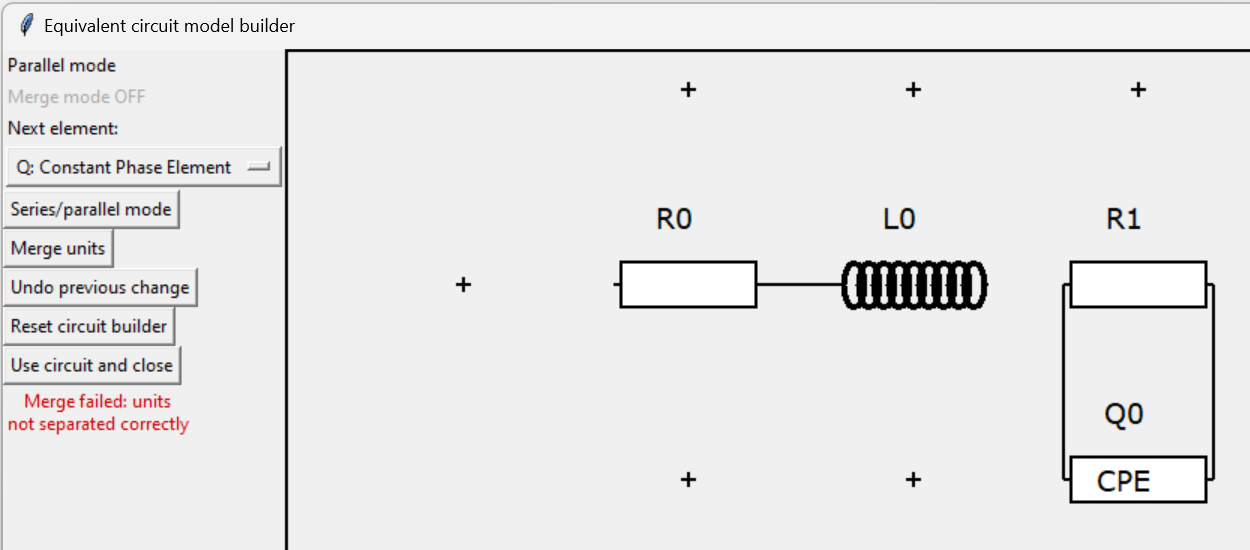 Equivalent circuit model builder
Parallel mode
Merge mode OFF
Next element:
Q: Constant Phase Element
Series/parallel mode
Merge units
Undo previous change
Reset circuit builder
Use circuit and close
Merge failed: units
not separated correctly
R0 L0 R1
Q0
CPE